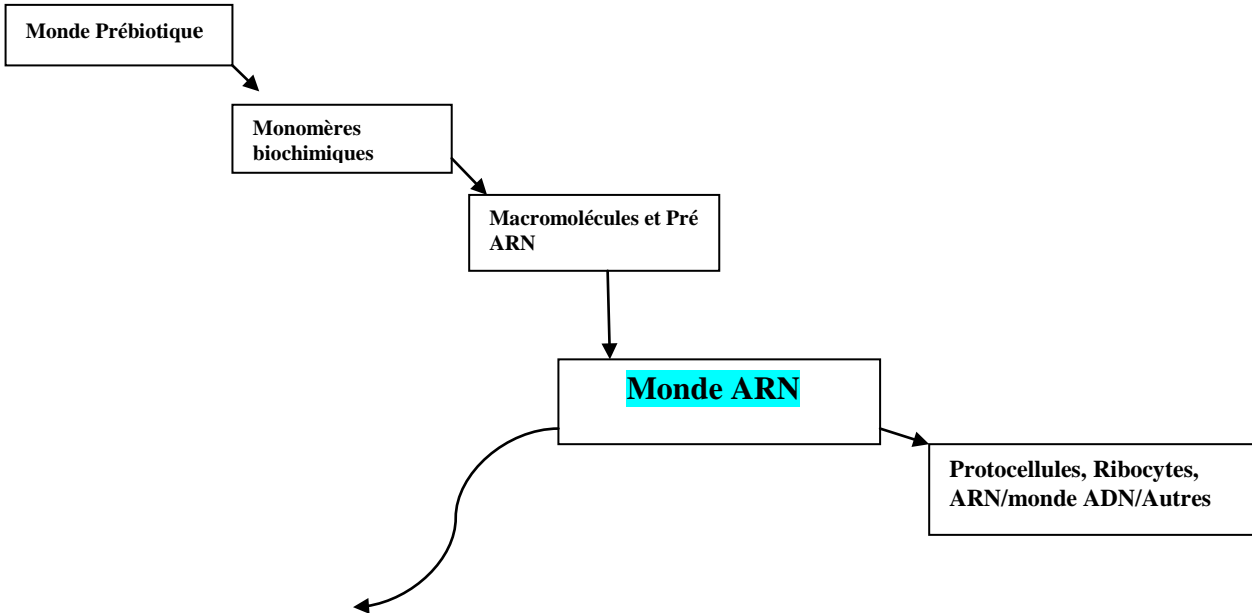 Monde Prébiotique
Monomères
biochimiques
Macromolécules et Pré
ARN
Monde ARN
Protocellules, Ribocytes,
ARN/monde ADN/Autres